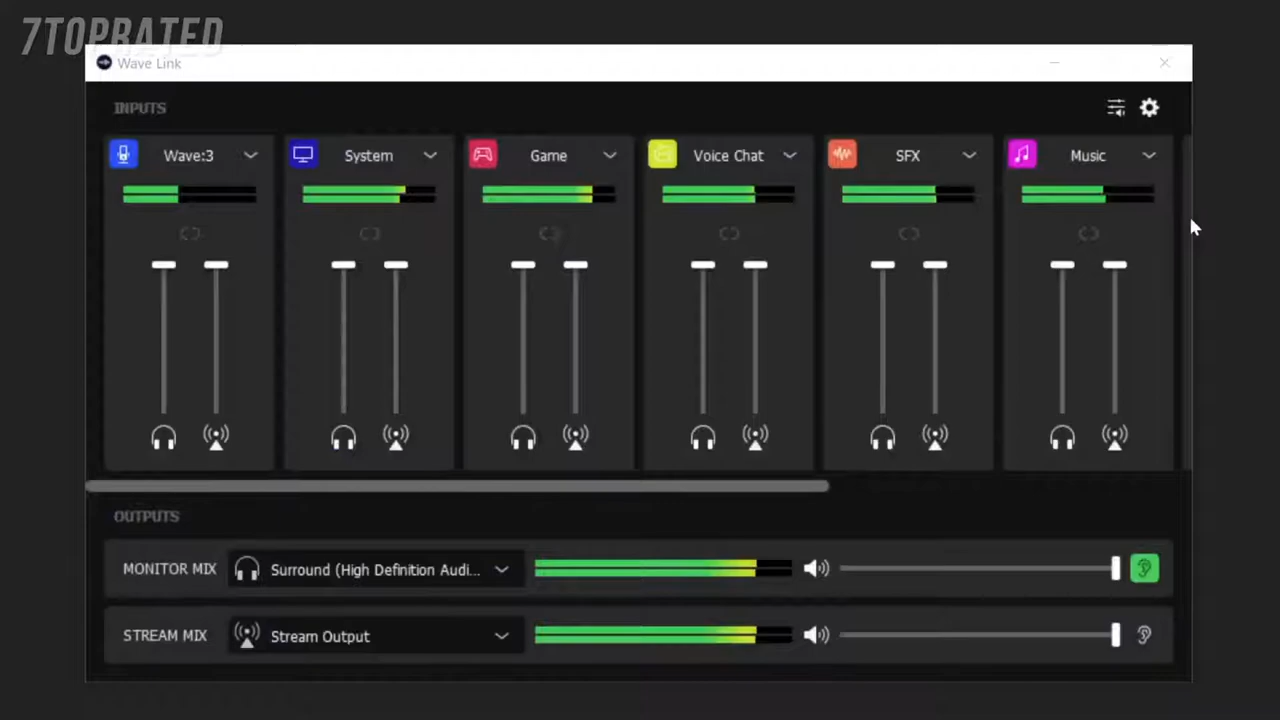 7TOPRATED
Wave Link
INPUTS
Wave:3
System
Game
Voice Chat
SFX
Music
OUTPUTS
MONITOR MIX
Surround (High Definition Audi...
STREAM MIX
Stream Output